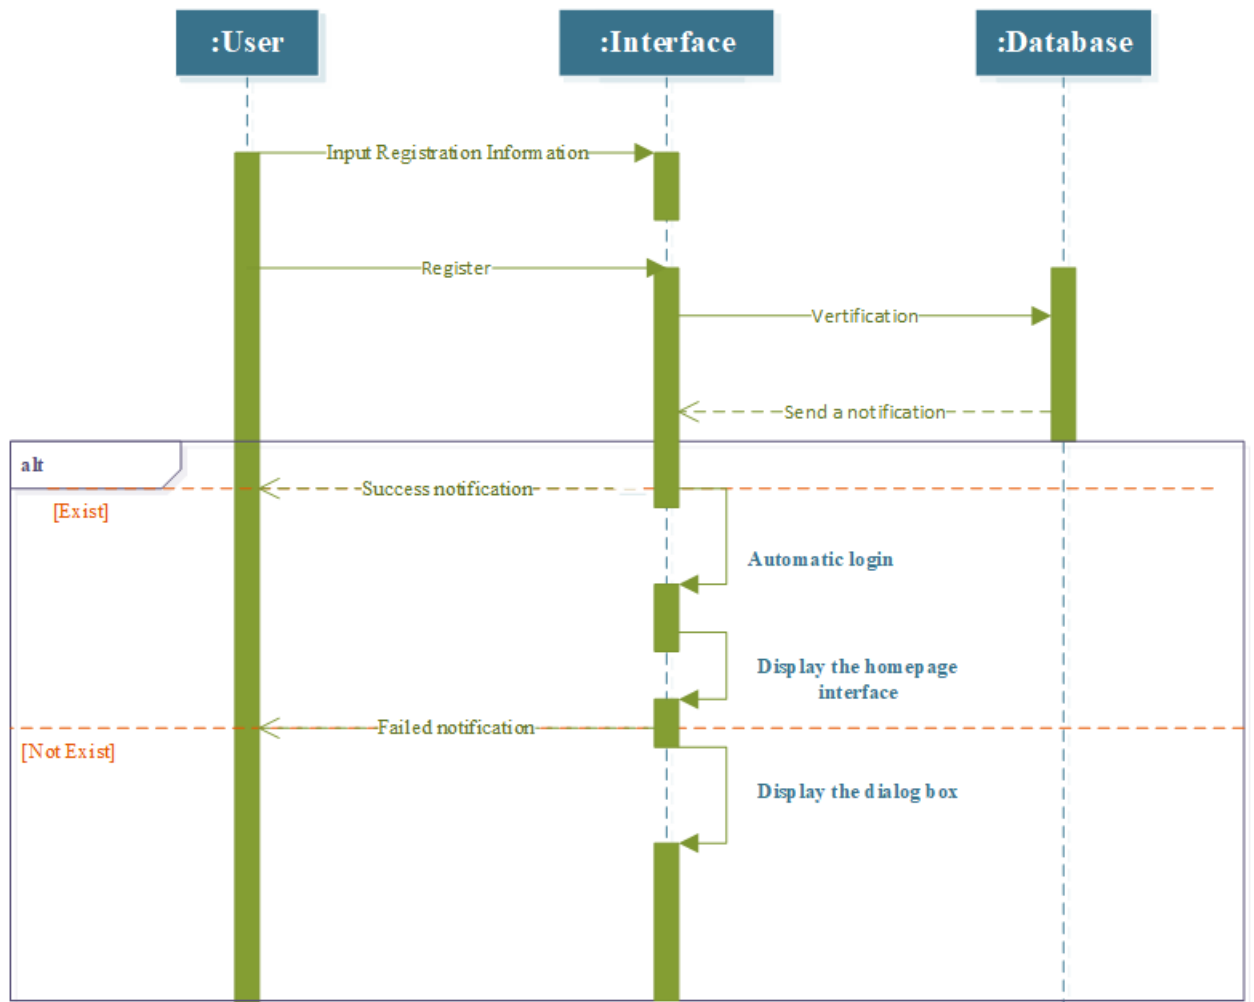 :User
:Interface
:Database
Input Registration Information
Register
Vertification
Send a notification
alt
Success notification
[Exist]
Automatic login
Display the homepage
interface
Failed notification
[Not Exist]
Display the dialog box